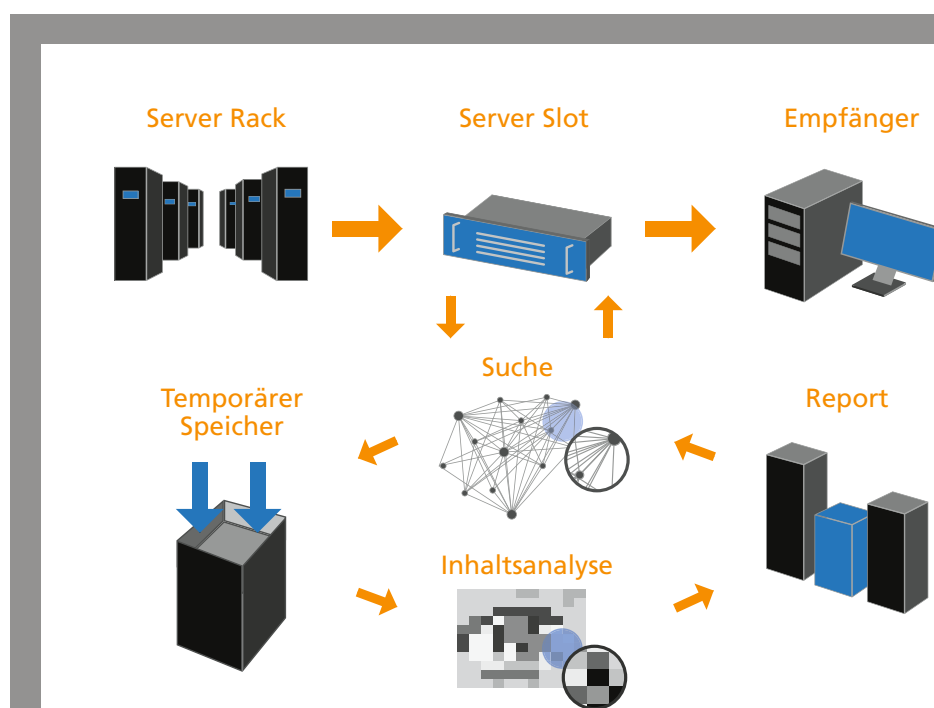 Server Rack
Server Slot
Empfänger
Suche
Temporärer
Speicher
Report
Inhaltsanalyse